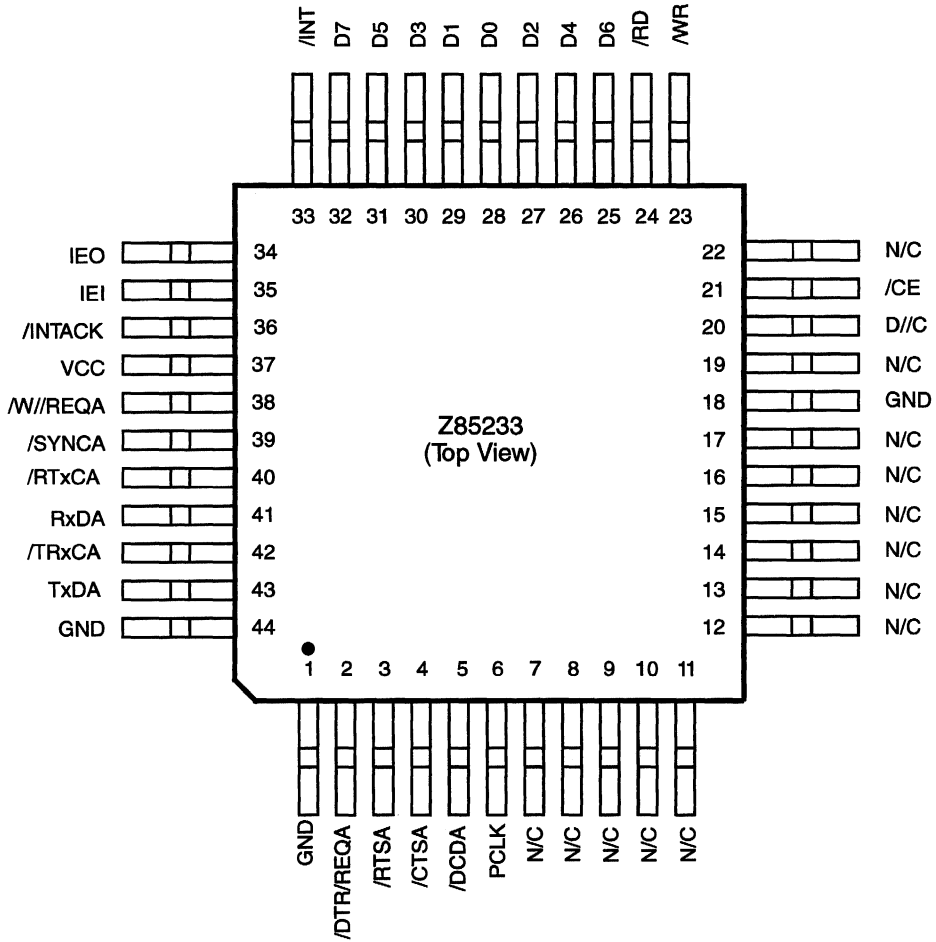 /INT D7 D5 D3 D1 D0 D2 D4 D6 /RD /WR
33 32 31 30 29 28 27 26 25 24 23
IEO 34 22 N/C
IEI 35 21 /CE
/INTACK 36 20 D//C
VCC 37 19 N/C
/W//REQA 38 18 GND
/SYNCA 39 17 N/C
Z85233
(Top View)
/RTxCA 40 16 N/C
RxDA 41 15 N/C
/TRxCA 42 14 N/C
TxDA 43 13 N/C
GND 44 12 N/C
1 2 3 4 5 6 7 8 9 10 11
GND /DTR/REQA /RTSA /CTSA /DCDA PCLK N/C N/C N/C N/C N/C